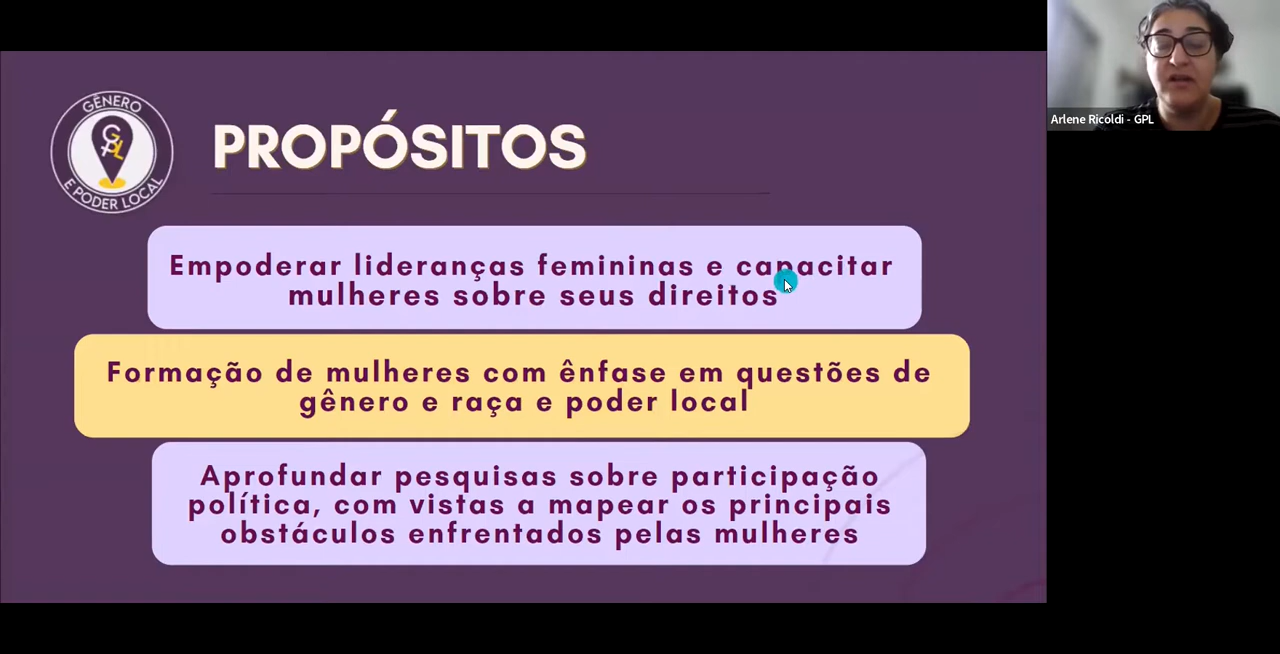 GÊNERO
E PODER LOCAL
GPL
PROPÓSITOS
Empoderar lideranças femininas e capacitar
mulheres sobre seus direitos
Formação de mulheres com ênfase em questões de
gênero e raça e poder local
Aprofundar pesquisas sobre participação
política, com vistas a mapear os principais
obstáculos enfrentados pelas mulheres
Arlene Ricoldi - GPL